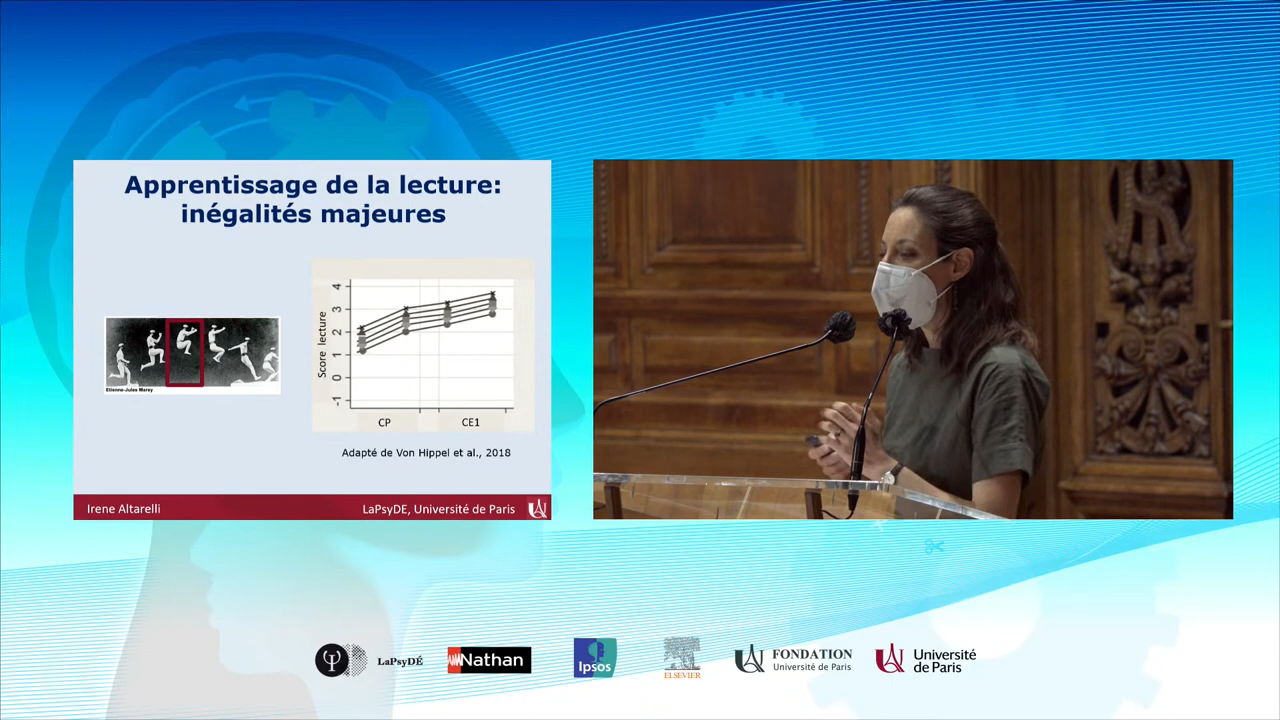 Apprentissage de la lecture:
inégalités majeures
Etienne-Jules Marey
Score lecture
4
3
2
1
0
-1
CP
CE1
Adapté de Von Hippel et al., 2018
Irene Altarelli
LaPsyDE, Université de Paris
LaPsyDÉ
Nathan
Ipsos
ELSEVIER
FONDATION
Université de Paris
Université
de Paris